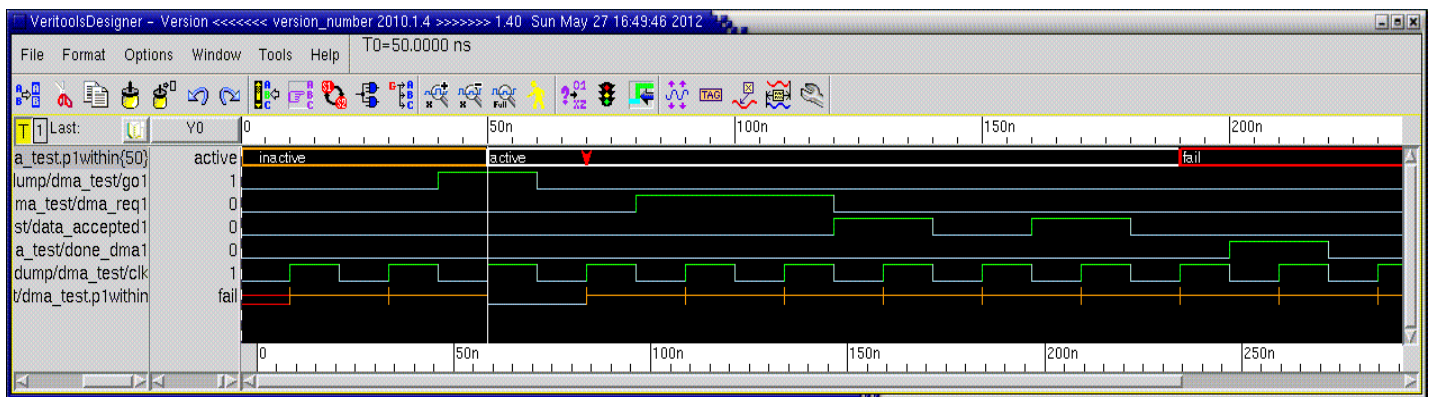 VeritoolsDesigner – Version <<<<<<< version_number 2010.1.4 >>>>>>> 1.40 Sun May 27 16:49:46 2012
File Format Options Window Tools Help T0=50.0000 ns
T 1 Last: Y0 0 50n 100n 150n 200n
a_test.p1within{50} active inactive active fail
lump/dma_test/go1 1
ma_test/dma_req1 0
st/data_accepted1 0
a_test/done_dma1 0
dump/dma_test/clk 1
t/dma_test.p1within fail
0 50n 100n 150n 200n 250n